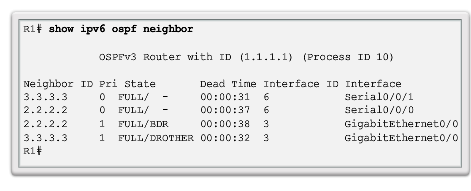 R1# show ipv6 ospf neighbor
OSPFv3 Router with ID (1.1.1.1) (Process ID 10)
Neighbor ID Pri State Dead Time Interface ID Interface
3.3.3.3 0 FULL/ - 00:00:31 6 Serial0/0/1
2.2.2.2 0 FULL/ - 00:00:37 6 Serial0/0/0
2.2.2.2 1 FULL/BDR 00:00:38 3 GigabitEthernet0/0
3.3.3.3 1 FULL/DROTHER 00:00:32 3 GigabitEthernet0/0
R1#